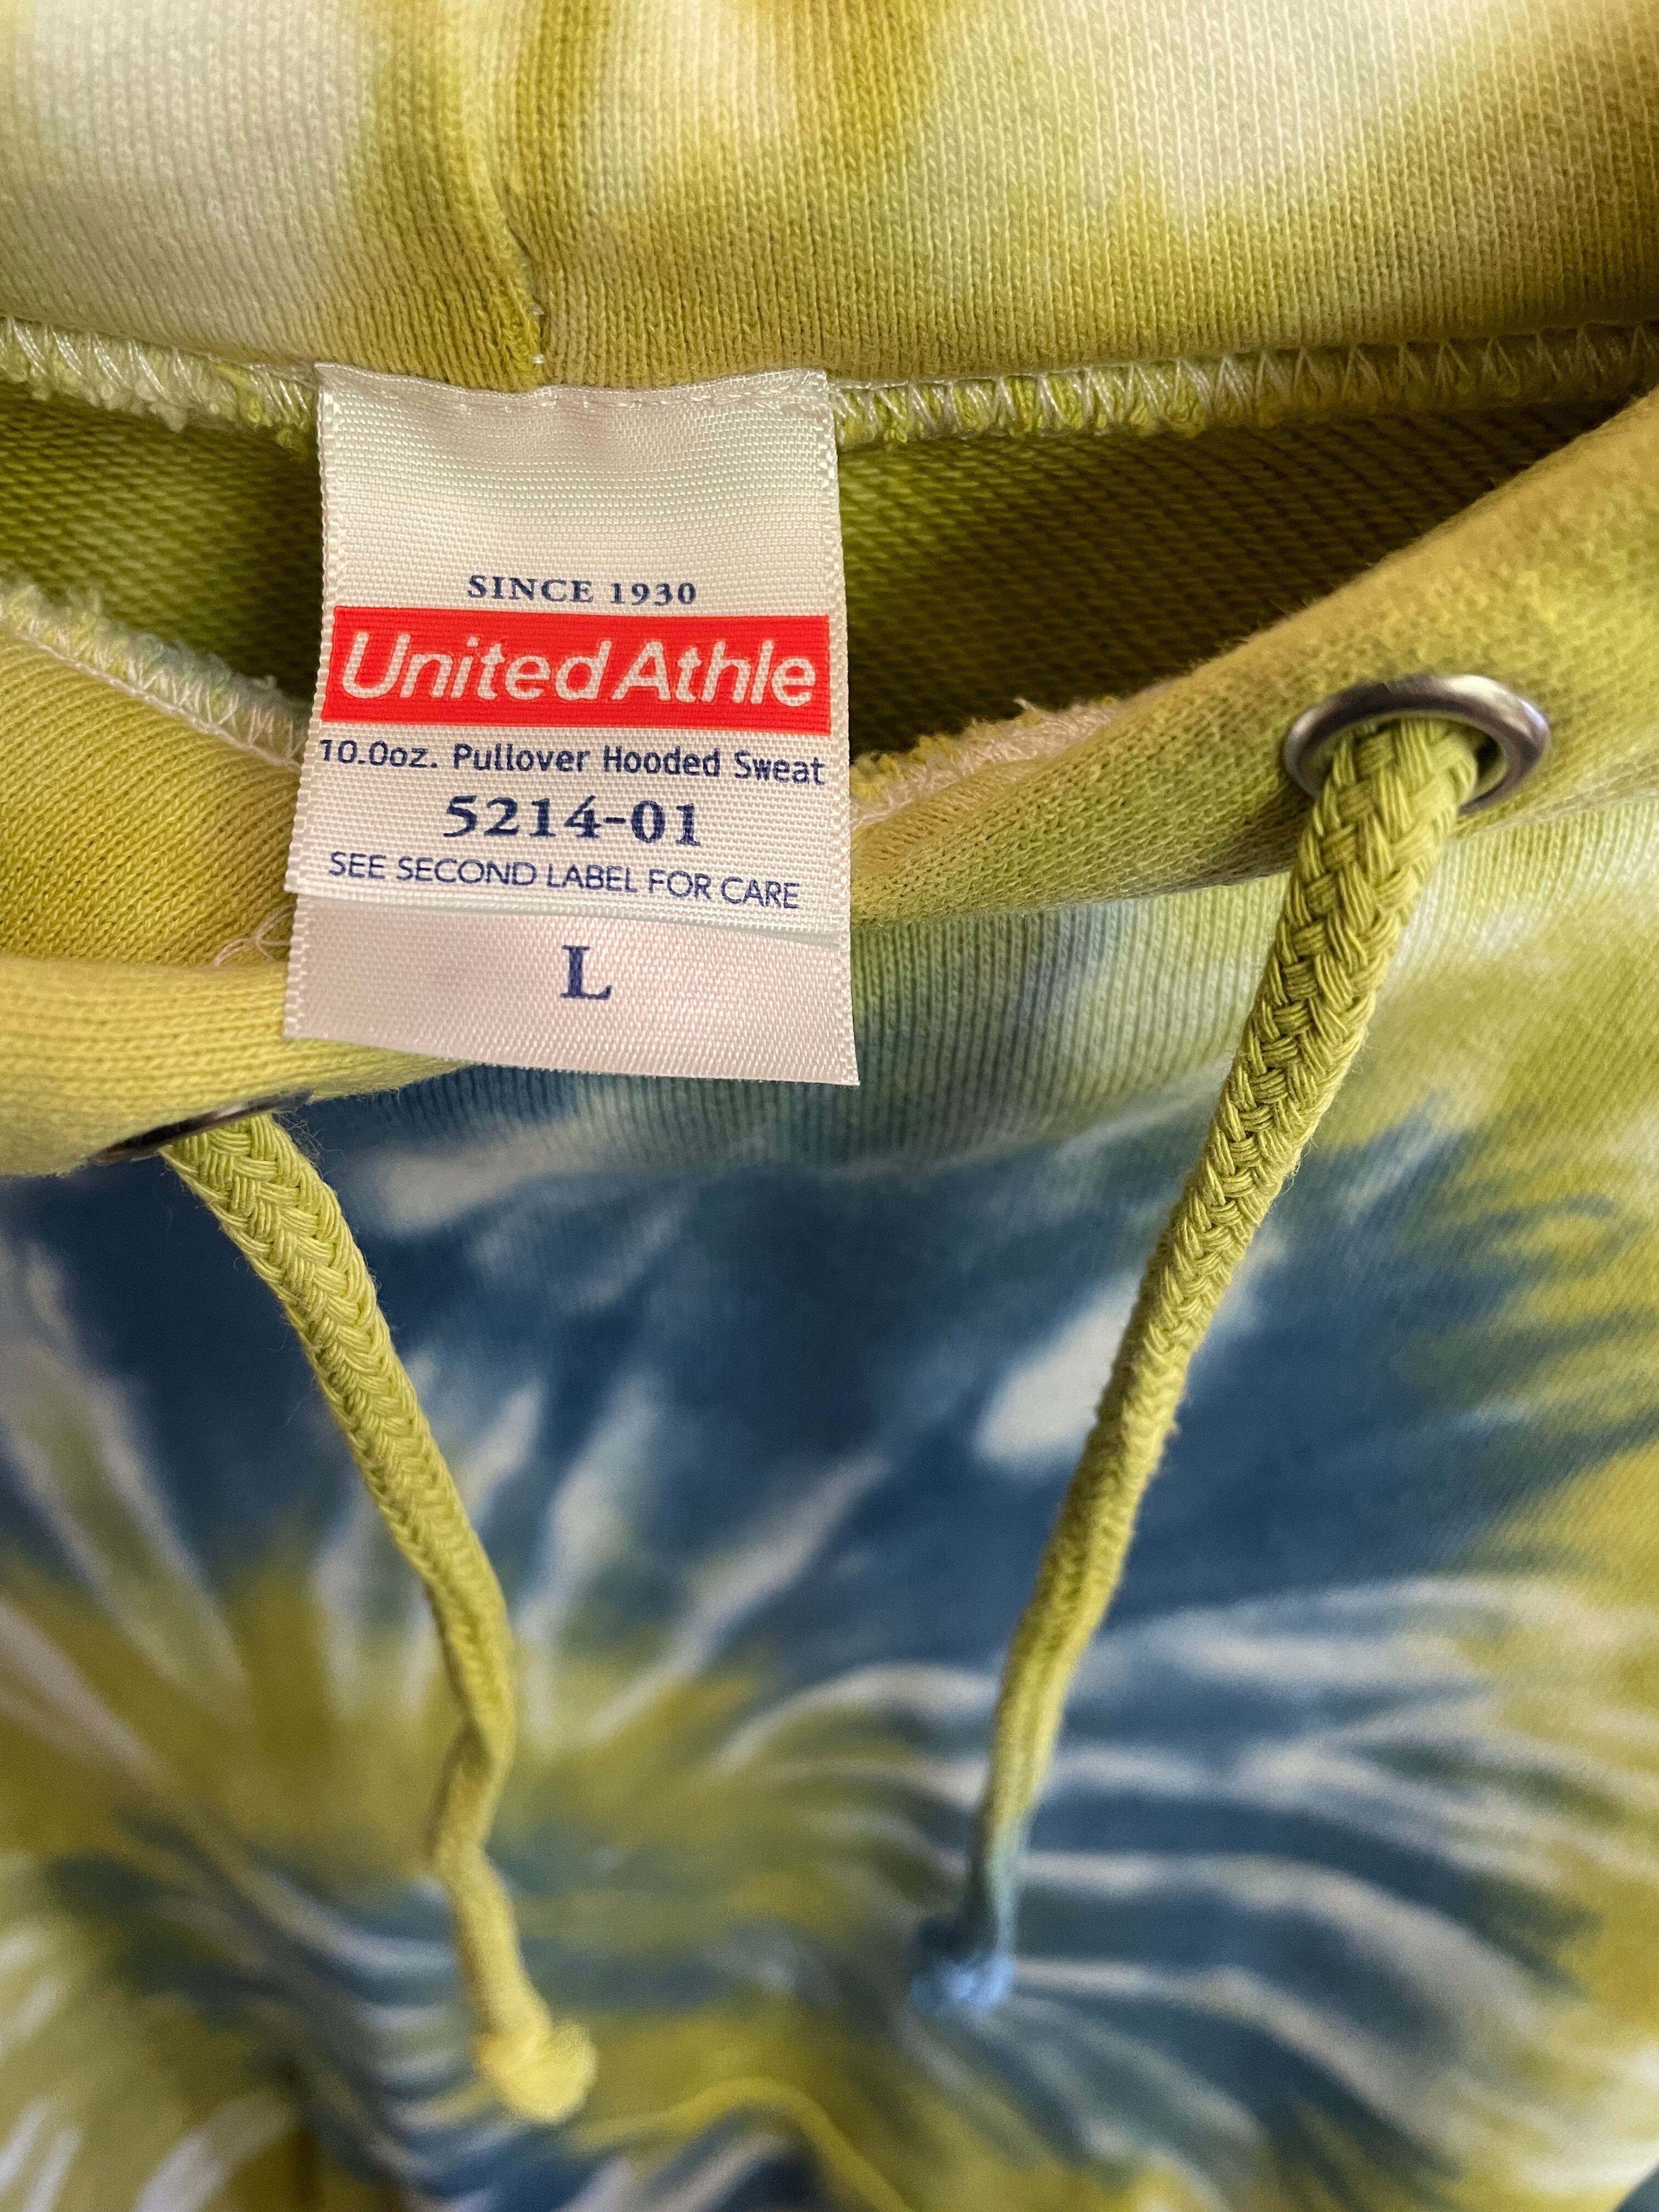 SINCE 1930
United Athle
10.0oz. Pullover Hooded Sweat
5214-01
SEE SECOND LABEL FOR CARE
L